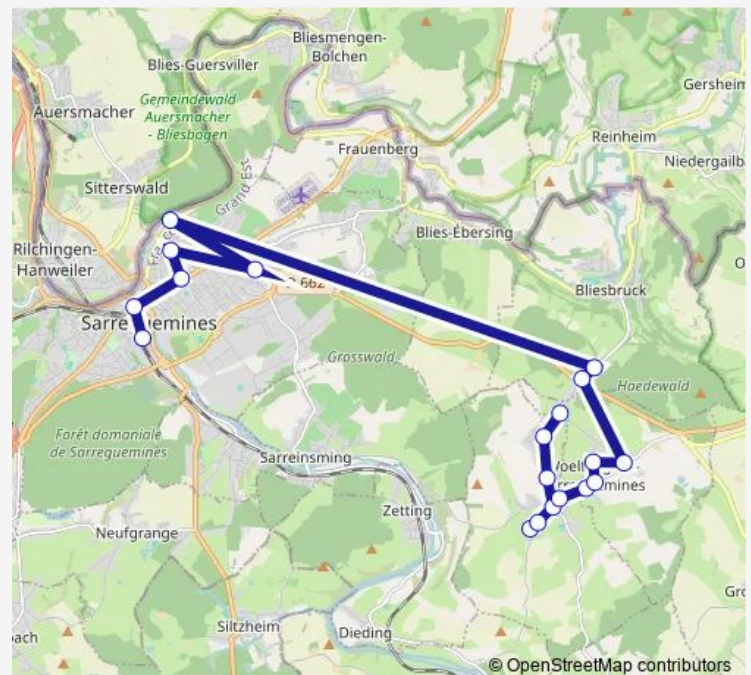 Bliesmengen-
Bolchen
Blies-Guersviller
Gersheim
Gemeindewald
Auersmacher
- Bliesbogen
Auersmacher
Reinheim
Frauenberg
Niedergailb
Grand Est
Sitterswald
Blies-Ébersing
Rilchingen-
Hanweiler
Bliesbruck
Sarreguemines
Grosswald
Haedewald
Forêt domaniale
de Sarreguemines
Sarreinsming
Zetting
Neufgrange
Siltzheim
Dieding
© OpenStreetMap contributors